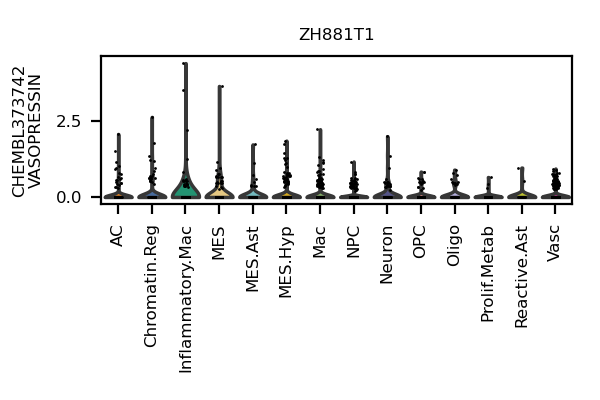 ZH881T1
CHEMBL373742
VASOPRESSIN
2.5
0.0
AC
Chromatin.Reg
Inflammatory.Mac
MES
MES.Ast
MES.Hyp
Mac
NPC
Neuron
OPC
Oligo
Prolif.Metab
Reactive.Ast
Vasc